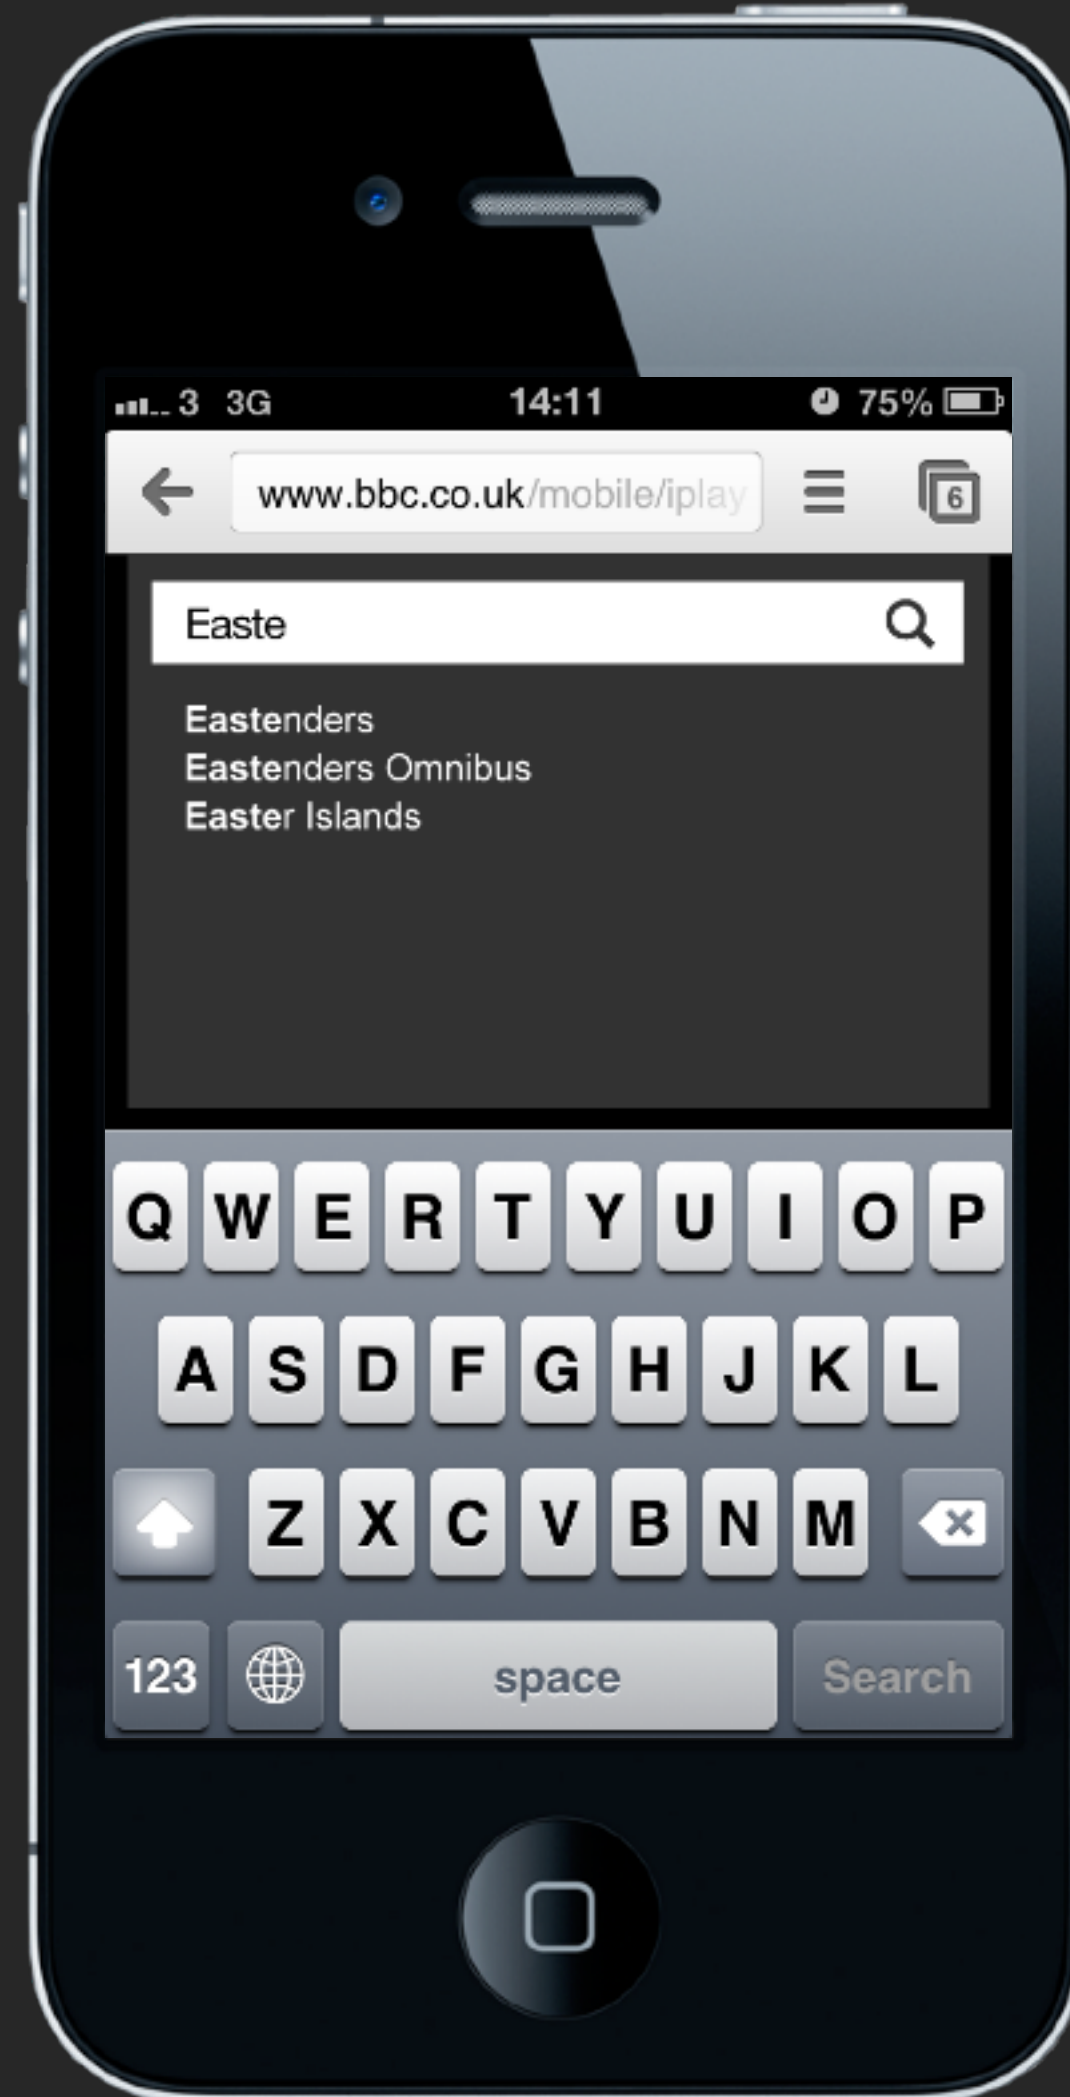 3 3G 14:11 75%
www.bbc.co.uk/mobile/iplay
6
Easte
Eastenders
Eastenders Omnibus
Easter Islands
Q W E R T Y U I O P
A S D F G H J K L
Z X C V B N M
123 space Search